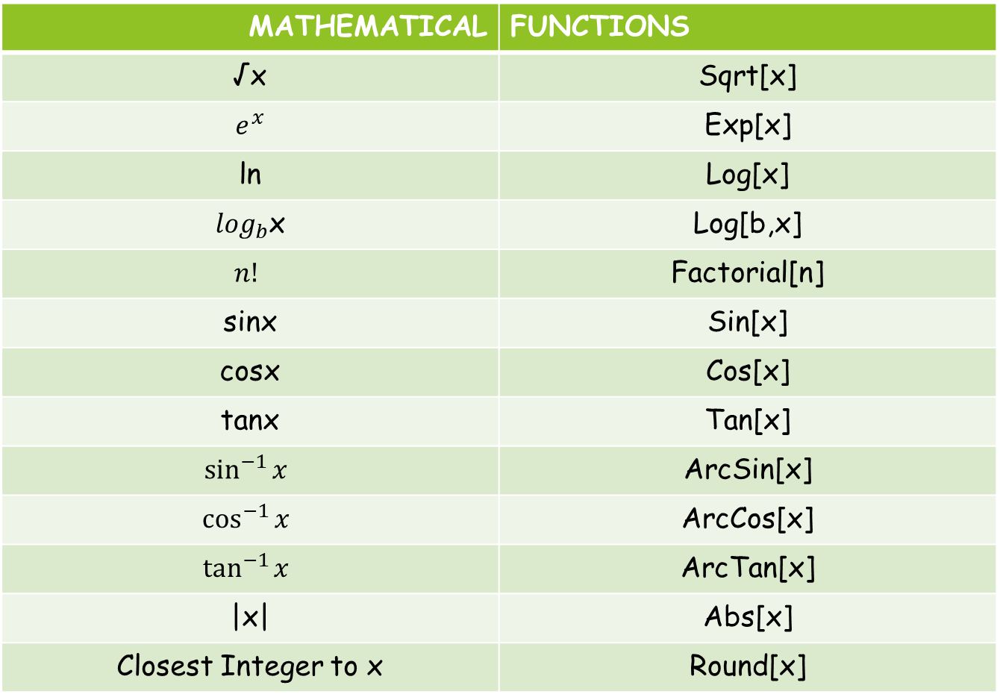 MATHEMATICAL FUNCTIONS
√x Sqrt[x]
eˣ Exp[x]
ln Log[x]
log_b x Log[b,x]
n! Factorial[n]
sinx Sin[x]
cosx Cos[x]
tanx Tan[x]
sin⁻¹ x ArcSin[x]
cos⁻¹ x ArcCos[x]
tan⁻¹ x ArcTan[x]
|x| Abs[x]
Closest Integer to x Round[x]